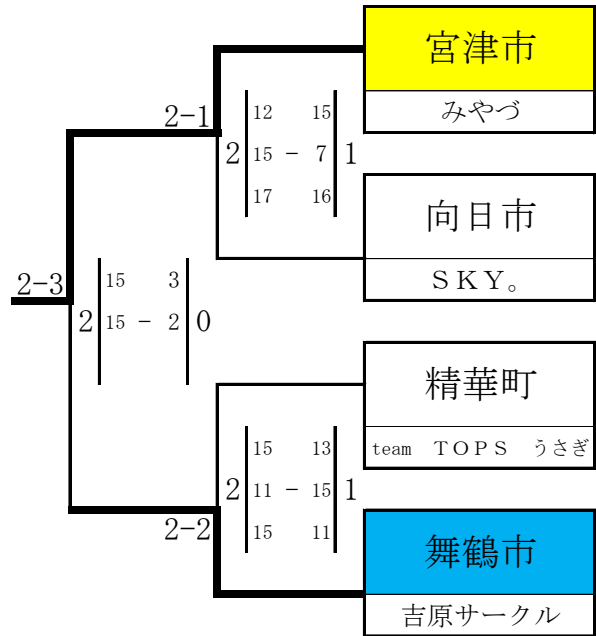 宮津市
みやづ
2-1
12 15
2 15 - 7 1
17 16
向日市
ＳＫＹ。
2-3
15 3
2 15 - 2 0
精華町
team ＴＯＰＳ うさぎ
15 13
2 11 - 15 1
15 11
2-2
舞鶴市
吉原サークル